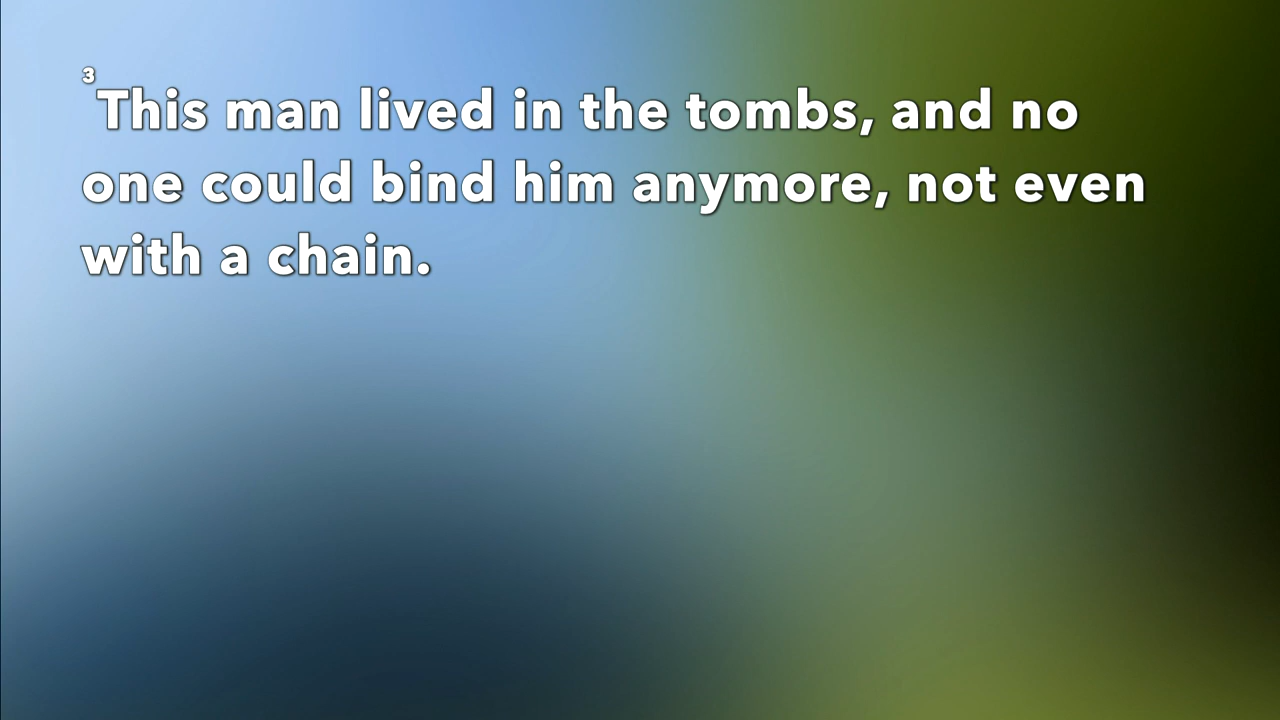 ³This man lived in the tombs, and no
one could bind him anymore, not even
with a chain.